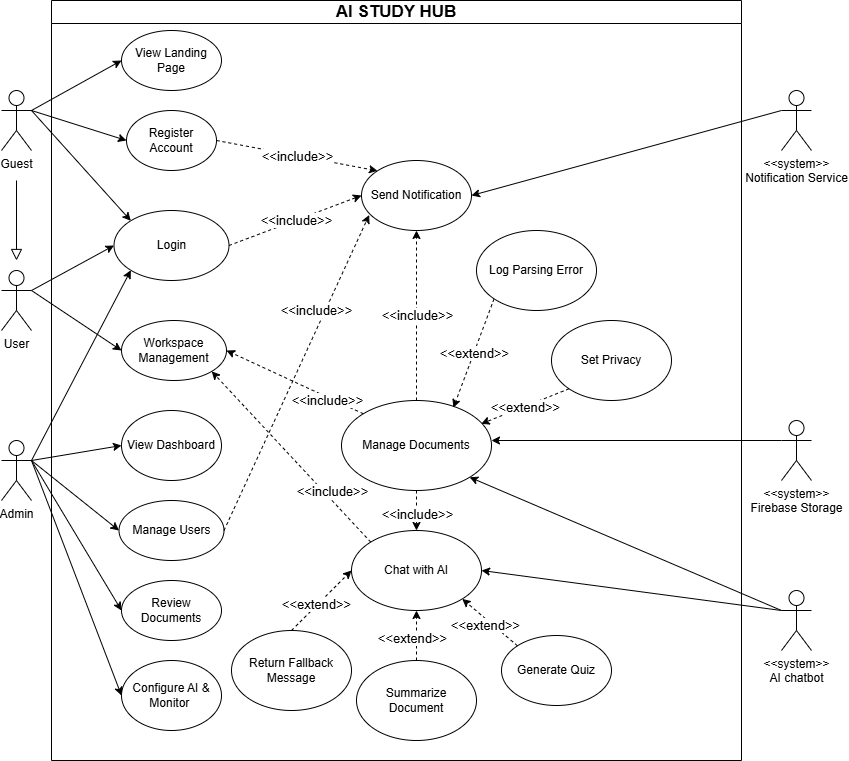 AI STUDY HUB
View Landing
Page
Register
Account
<<include>>
Guest
Send Notification
<<system>>
Notification Service
Login
<<include>>
Log Parsing Error
<<include>>
<<include>>
User
Workspace
Management
<<extend>>
Set Privacy
<<include>>
<<extend>>
View Dashboard
Manage Documents
<<include>>
<<system>>
Firebase Storage
Admin
<<include>>
Manage Users
Chat with AI
Review
Documents
<<extend>>
<<extend>>
<<extend>>
Return Fallback
Message
Generate Quiz
<<system>>
AI chatbot
Configure AI &
Monitor
Summarize
Document